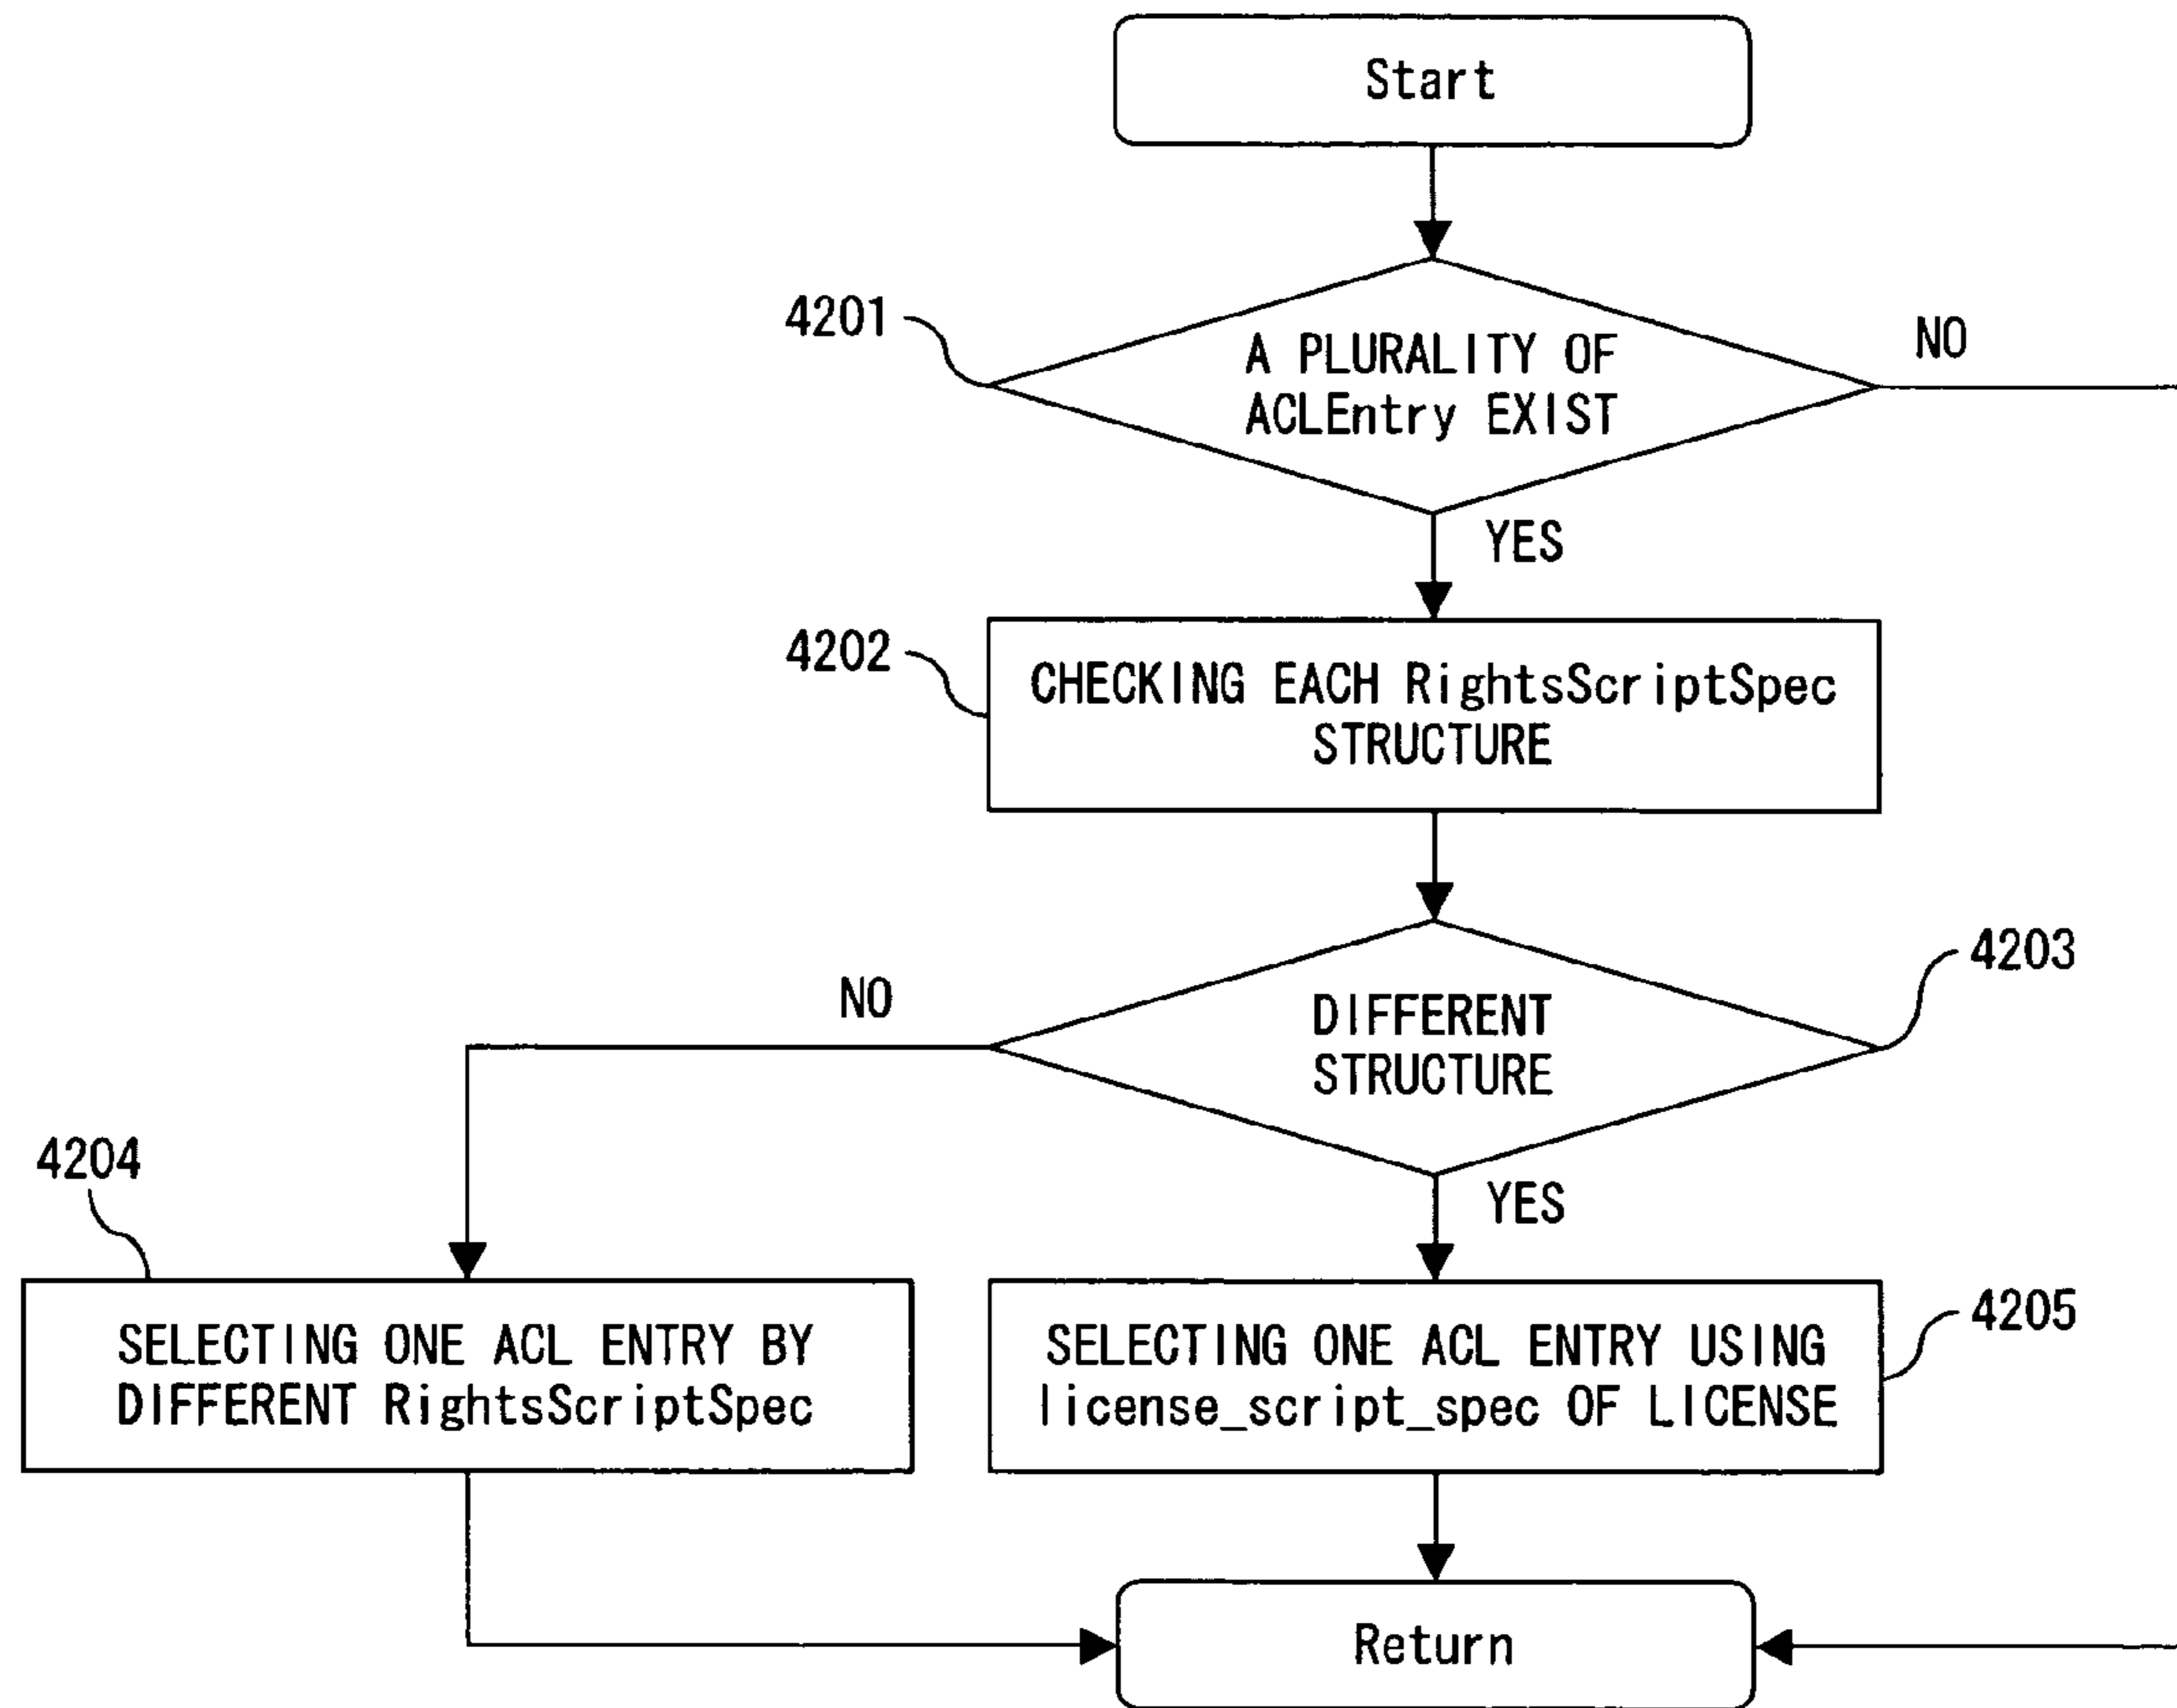 Start
4201
A PLURALITY OF
ACLEntry EXIST
NO
YES
4202
CHECKING EACH RightsScriptSpec
STRUCTURE
4203
NO
DIFFERENT
STRUCTURE
YES
4204
SELECTING ONE ACL ENTRY BY
DIFFERENT RightsScriptSpec
SELECTING ONE ACL ENTRY USING
license_script_spec OF LICENSE
4205
Return